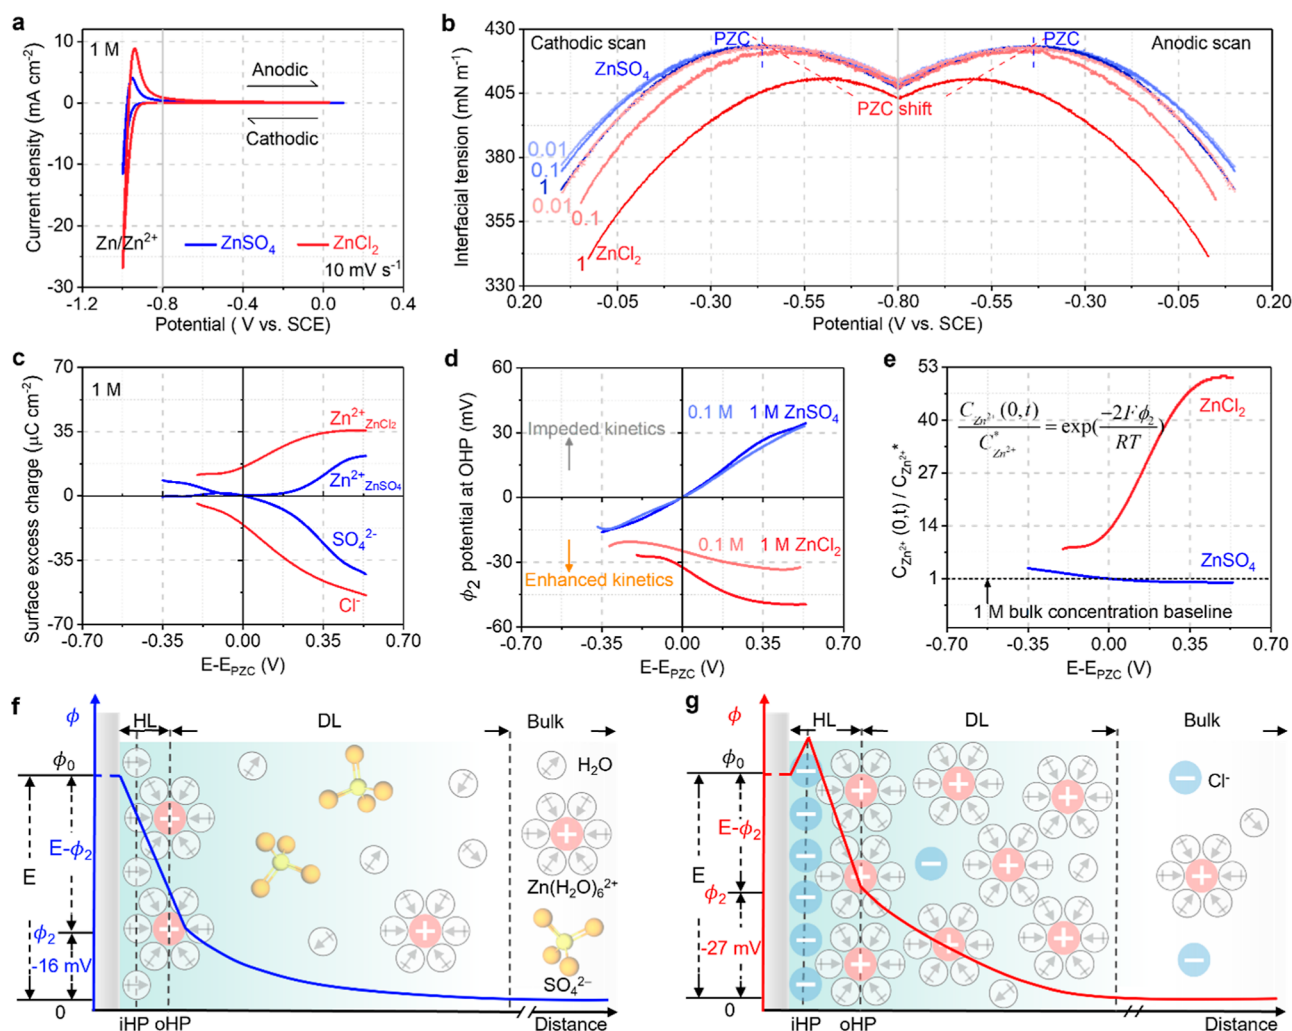 a
1 M
Anodic
Cathodic
Zn/Zn²⁺
ZnSO₄
ZnCl₂
10 mV s⁻¹
Current density (mA cm⁻²)
10
0
-10
-20
-30
-1.2
-0.8
-0.4
0.0
0.4
Potential ( V vs. SCE)
b
Cathodic scan
PZC
PZC
Anodic scan
ZnSO₄
PZC shift
0.01
0.1
1
0.01
0.1
1
ZnCl₂
Interfacial tension (mN m⁻¹)
430
405
380
355
330
0.20
-0.05
-0.30
-0.55
-0.80
-0.55
-0.30
-0.05
0.20
Potential (V vs. SCE)
c
1 M
Zn²⁺ZnCl₂
Zn²⁺ZnSO₄
SO₄²⁻
Cl⁻
Surface excess charge (μC cm⁻²)
70
35
0
-35
-70
-0.70
-0.35
0.00
0.35
0.70
E-E_PZC (V)
d
0.1 M
1 M ZnSO₄
Impeded kinetics
0.1 M
1 M ZnCl₂
Enhanced kinetics
ϕ₂ potential at OHP (mV)
60
30
0
-30
-60
-0.70
-0.35
0.00
0.35
0.70
E-E_PZC (V)
e
C_Zn²⁺(0,t) / C*_Zn²⁺ = exp(-2Fϕ₂ / RT)
ZnCl₂
ZnSO₄
1 M bulk concentration baseline
C_Zn²⁺ (0,t) / C_Zn²⁺*
53
40
27
14
1
-0.70
-0.35
0.00
0.35
0.70
E-E_PZC (V)
f
ϕ
HL
DL
Bulk
ϕ₀
H₂O
E-ϕ₂
E
Zn(H₂O)₆²⁺
ϕ₂
-16 mV
SO₄²⁻
0
iHP oHP
Distance
g
ϕ
HL
DL
Bulk
ϕ₀
Cl⁻
E-ϕ₂
E
ϕ₂
-27 mV
0
iHP
oHP
Distance